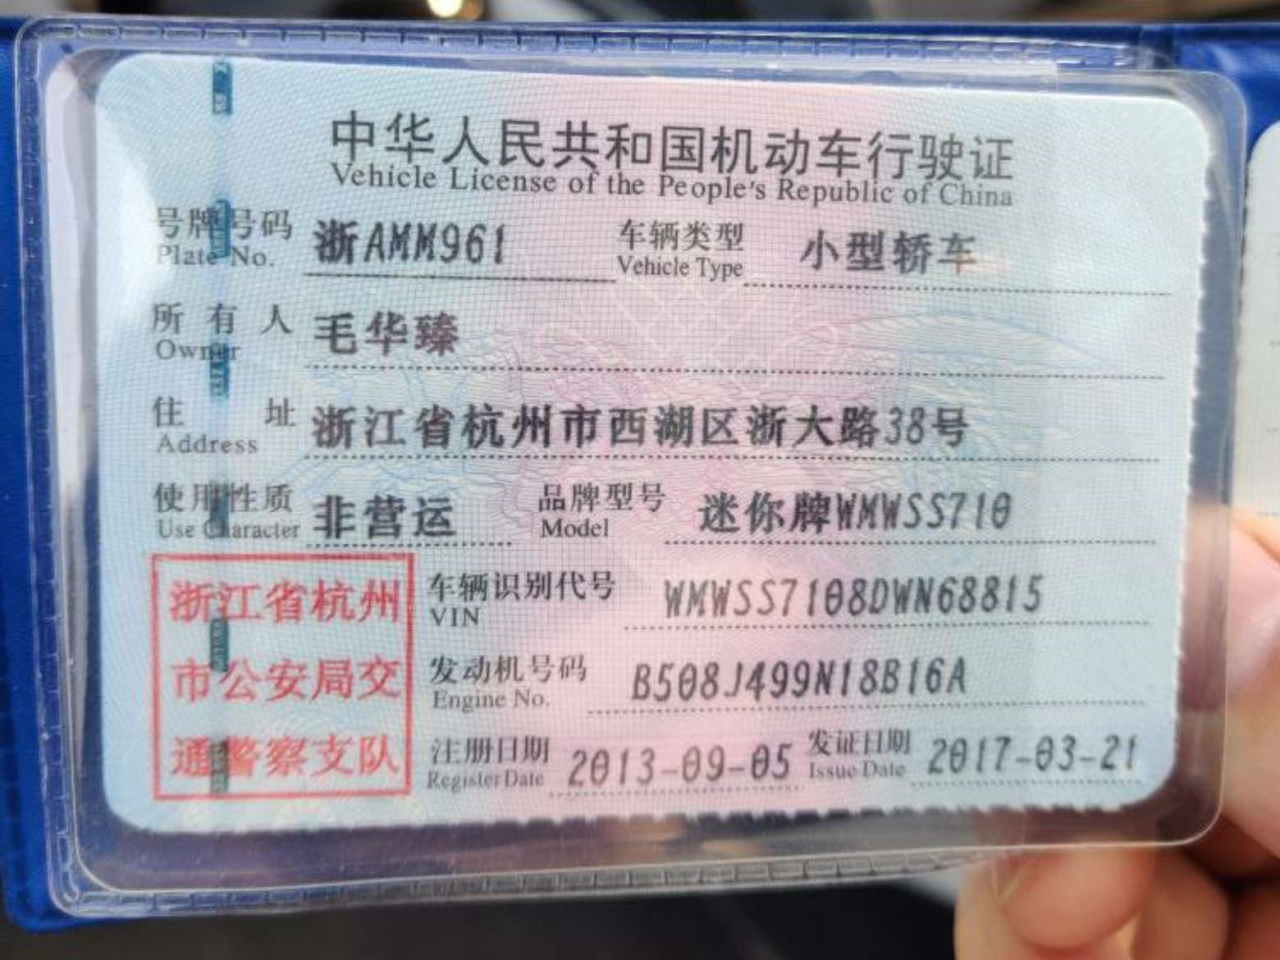 中华人民共和国机动车行驶证
Vehicle License of the People's Republic of China
号牌号码 浙AMM961 车辆类型 小型轿车
Plate No. Vehicle Type
所有人 毛华臻
Owner
住址 浙江省杭州市西湖区浙大路38号
Address
使用性质 非营运 品牌型号 迷你牌WMWSS710
Use Character Model
浙江省杭州
市公安局交
通警察支队
车辆识别代号 WMWSS7108DWN68815
VIN
发动机号码 B508J499N18B16A
Engine No.
注册日期 2013-09-05 发证日期 2017-03-21
Register Date Issue Date